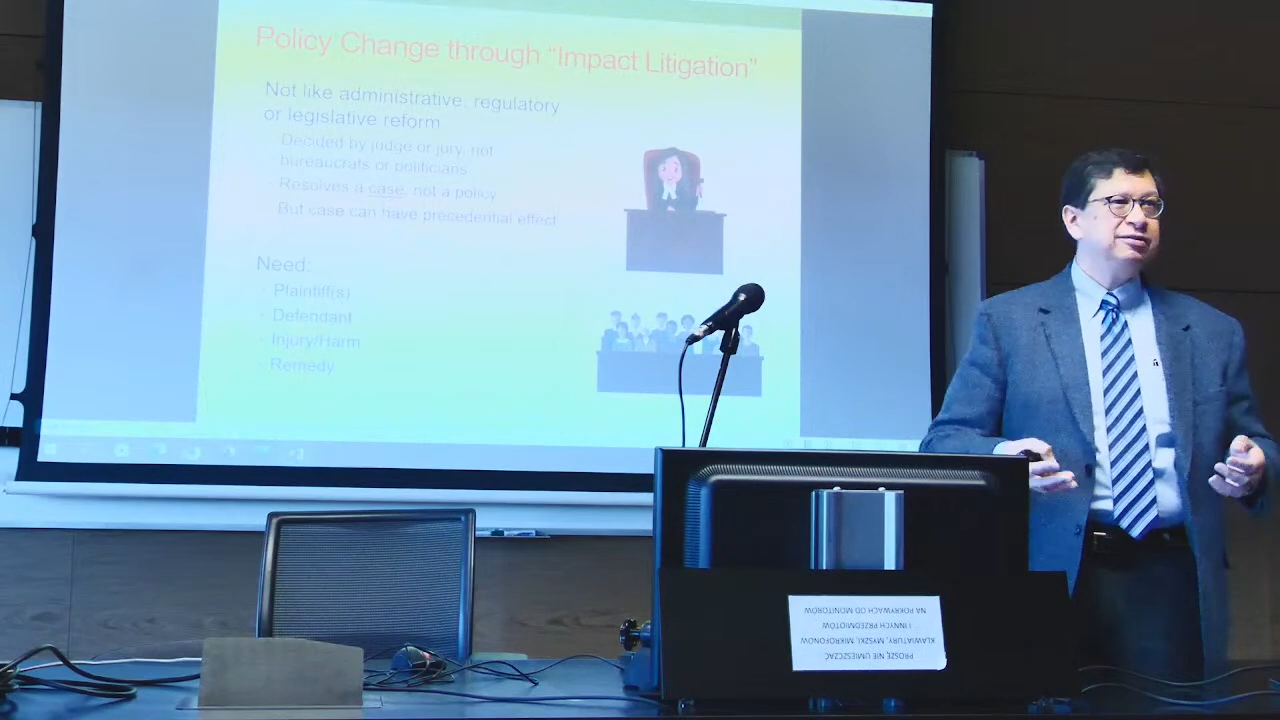 Policy Change through “Impact Litigation”
Not like administrative, regulatory
or legislative reform
Decided by judge or jury, not
bureaucrats or politicians
Resolves a case, not a policy
But case can have precedential effect
Need:
Plaintiff(s)
Defendant
Injury/Harm
Remedy
PROSZĘ NIE UMIESZCZAĆ
KLAWIATURY, MYSZKI, MIKROFONÓW
I INNYCH PRZEDMIOTÓW
NA POKRYWACH OD MONITORÓW